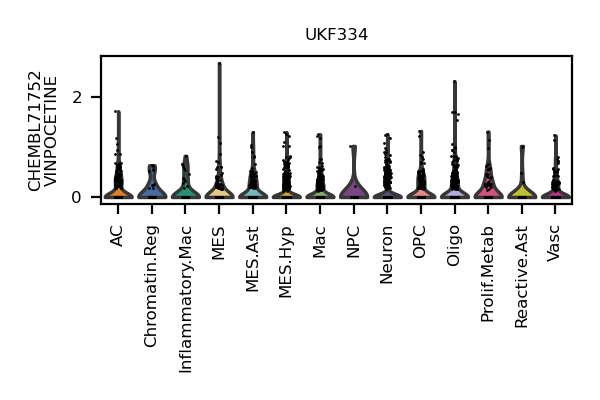 UKF334
CHEMBL71752
VINPOCETINE
2
0
AC
Chromatin.Reg
Inflammatory.Mac
MES
MES.Ast
MES.Hyp
Mac
NPC
Neuron
OPC
Oligo
Prolif.Metab
Reactive.Ast
Vasc